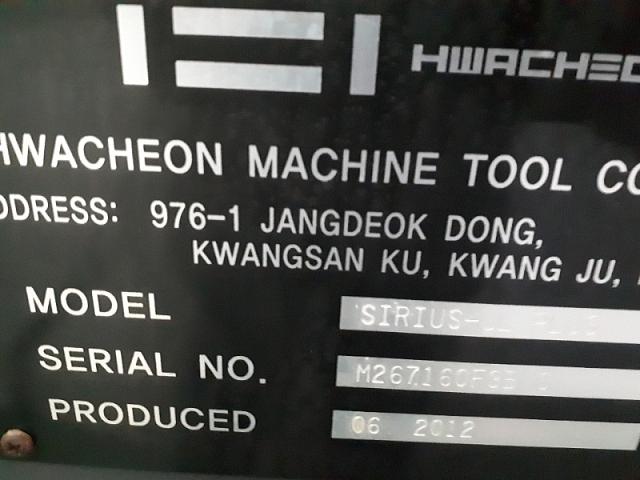 HWACHEO
HWACHEON MACHINE TOOL CO
DDRESS: 976-1 JANGDEOK DONG,
KWANGSAN KU, KWANG JU,
MODEL
SERIAL NO.
PRODUCED 06. 2012